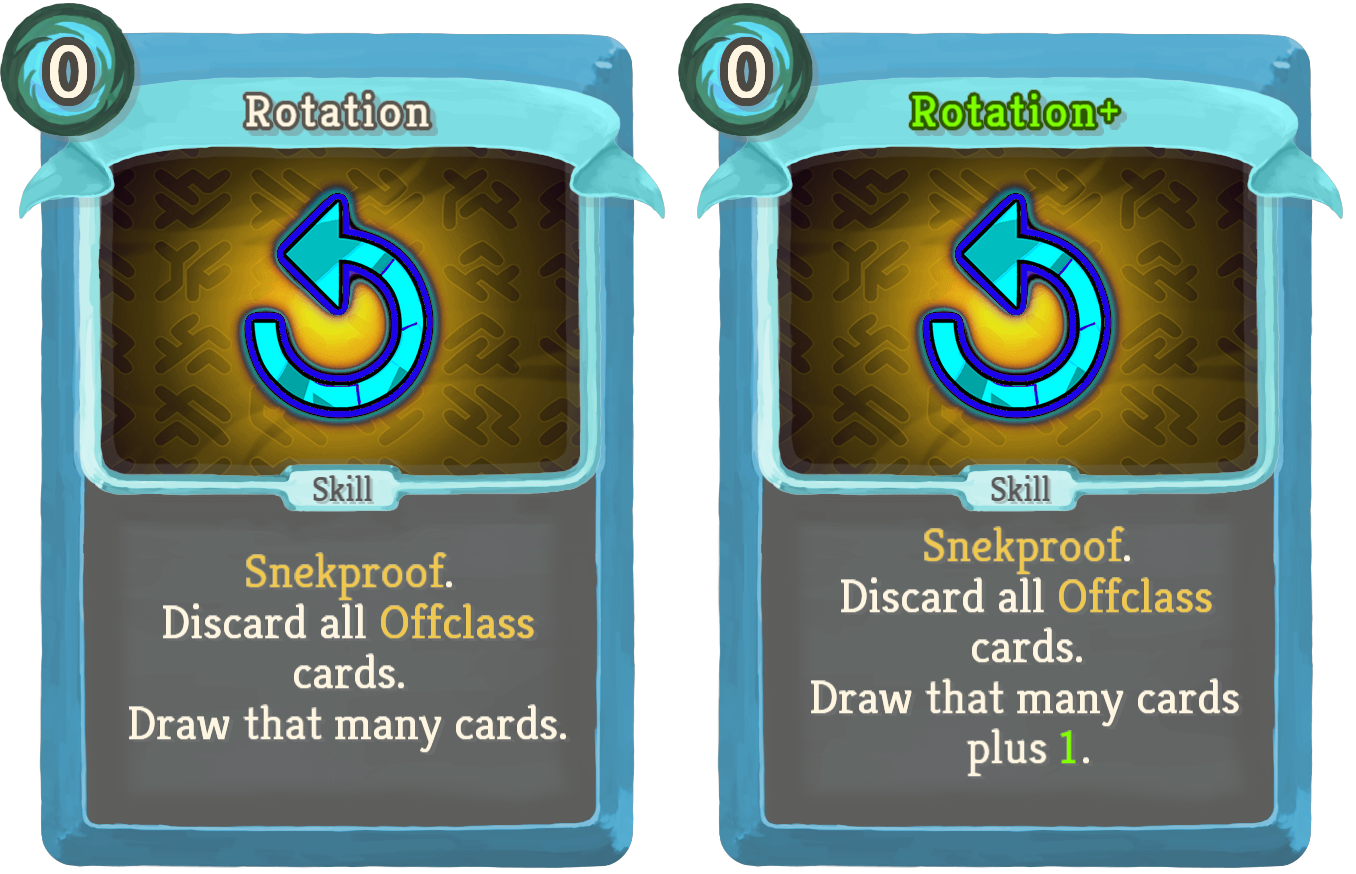 0
Rotation
Skill
Snekproof.
Discard all Offclass
cards.
Draw that many cards.
0
Rotation+
Skill
Snekproof.
Discard all Offclass
cards.
Draw that many cards
plus 1.